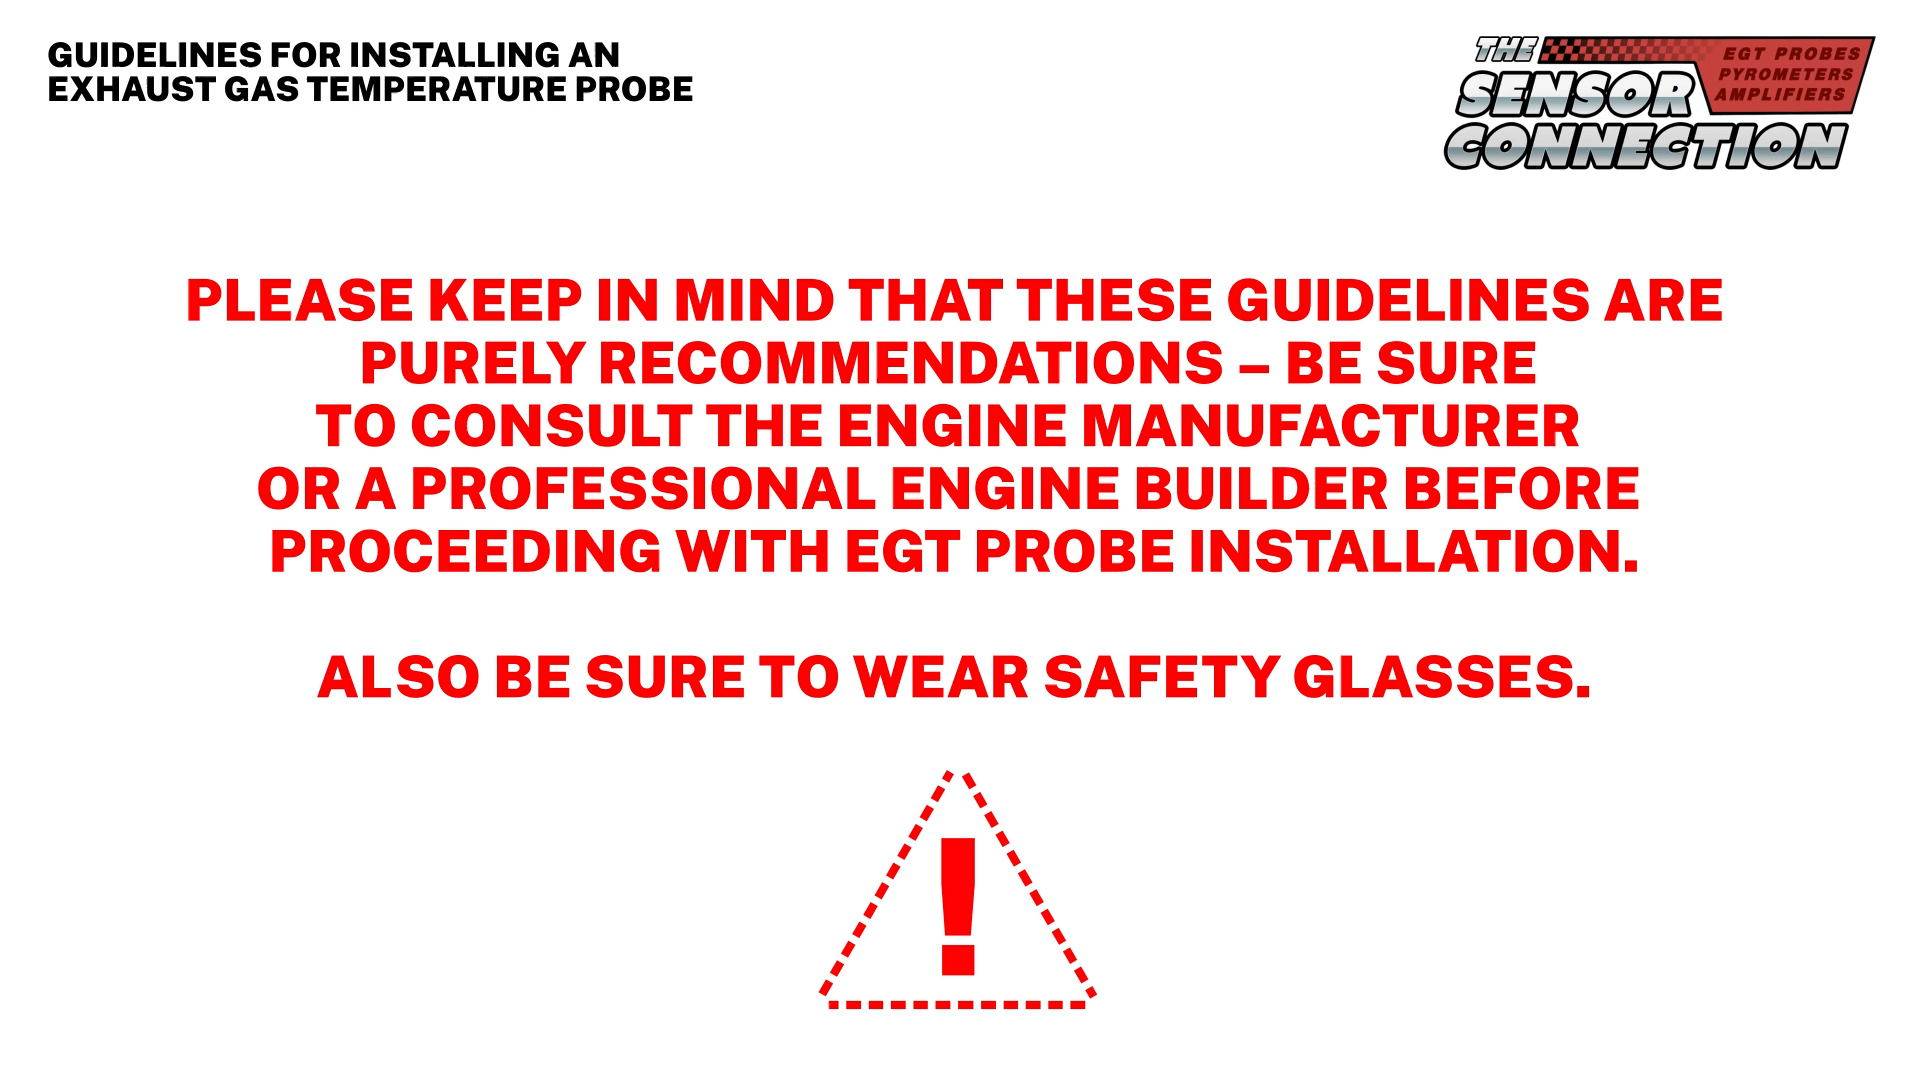 GUIDELINES FOR INSTALLING AN
EXHAUST GAS TEMPERATURE PROBE
THE
SENSOR
CONNECTION
EGT PROBES
PYROMETERS
AMPLIFIERS
PLEASE KEEP IN MIND THAT THESE GUIDELINES ARE
PURELY RECOMMENDATIONS – BE SURE
TO CONSULT THE ENGINE MANUFACTURER
OR A PROFESSIONAL ENGINE BUILDER BEFORE
PROCEEDING WITH EGT PROBE INSTALLATION.
ALSO BE SURE TO WEAR SAFETY GLASSES.
!